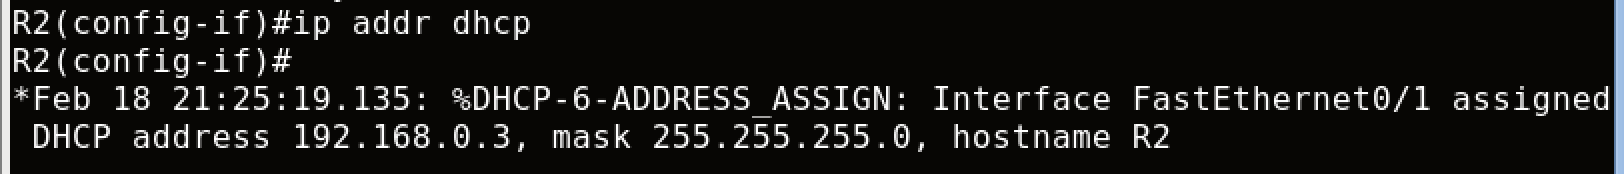 R2(config-if)#ip addr dhcp
R2(config-if)#
*Feb 18 21:25:19.135: %DHCP-6-ADDRESS_ASSIGN: Interface FastEthernet0/1 assigned
DHCP address 192.168.0.3, mask 255.255.255.0, hostname R2